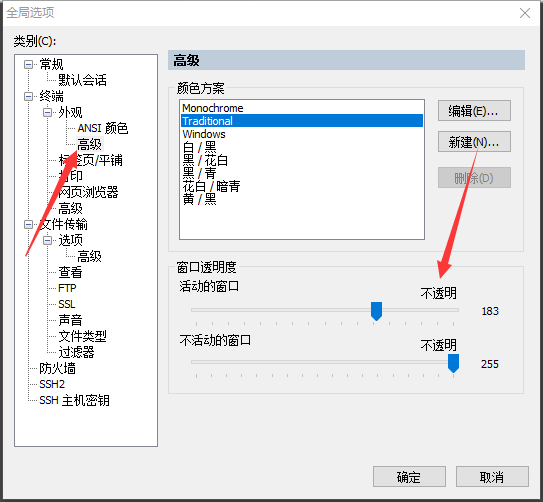 全局选项
类别(C):
常规
默认会话
终端
外观
ANSI 颜色
高级
标签页/平铺
打印
网页浏览器
高级
文件传输
选项
高级
查看
FTP
SSL
声音
文件类型
过滤器
防火墙
SSH2
SSH 主机密钥
高级
颜色方案
Monochrome
Traditional
Windows
白 / 黑
黑 / 花白
黑 / 青
花白 / 暗青
黄 / 黑
编辑(E)...
新建(N)...
删除(D)
窗口透明度
活动的窗口
不透明
183
不活动的窗口
不透明
255
确定
取消